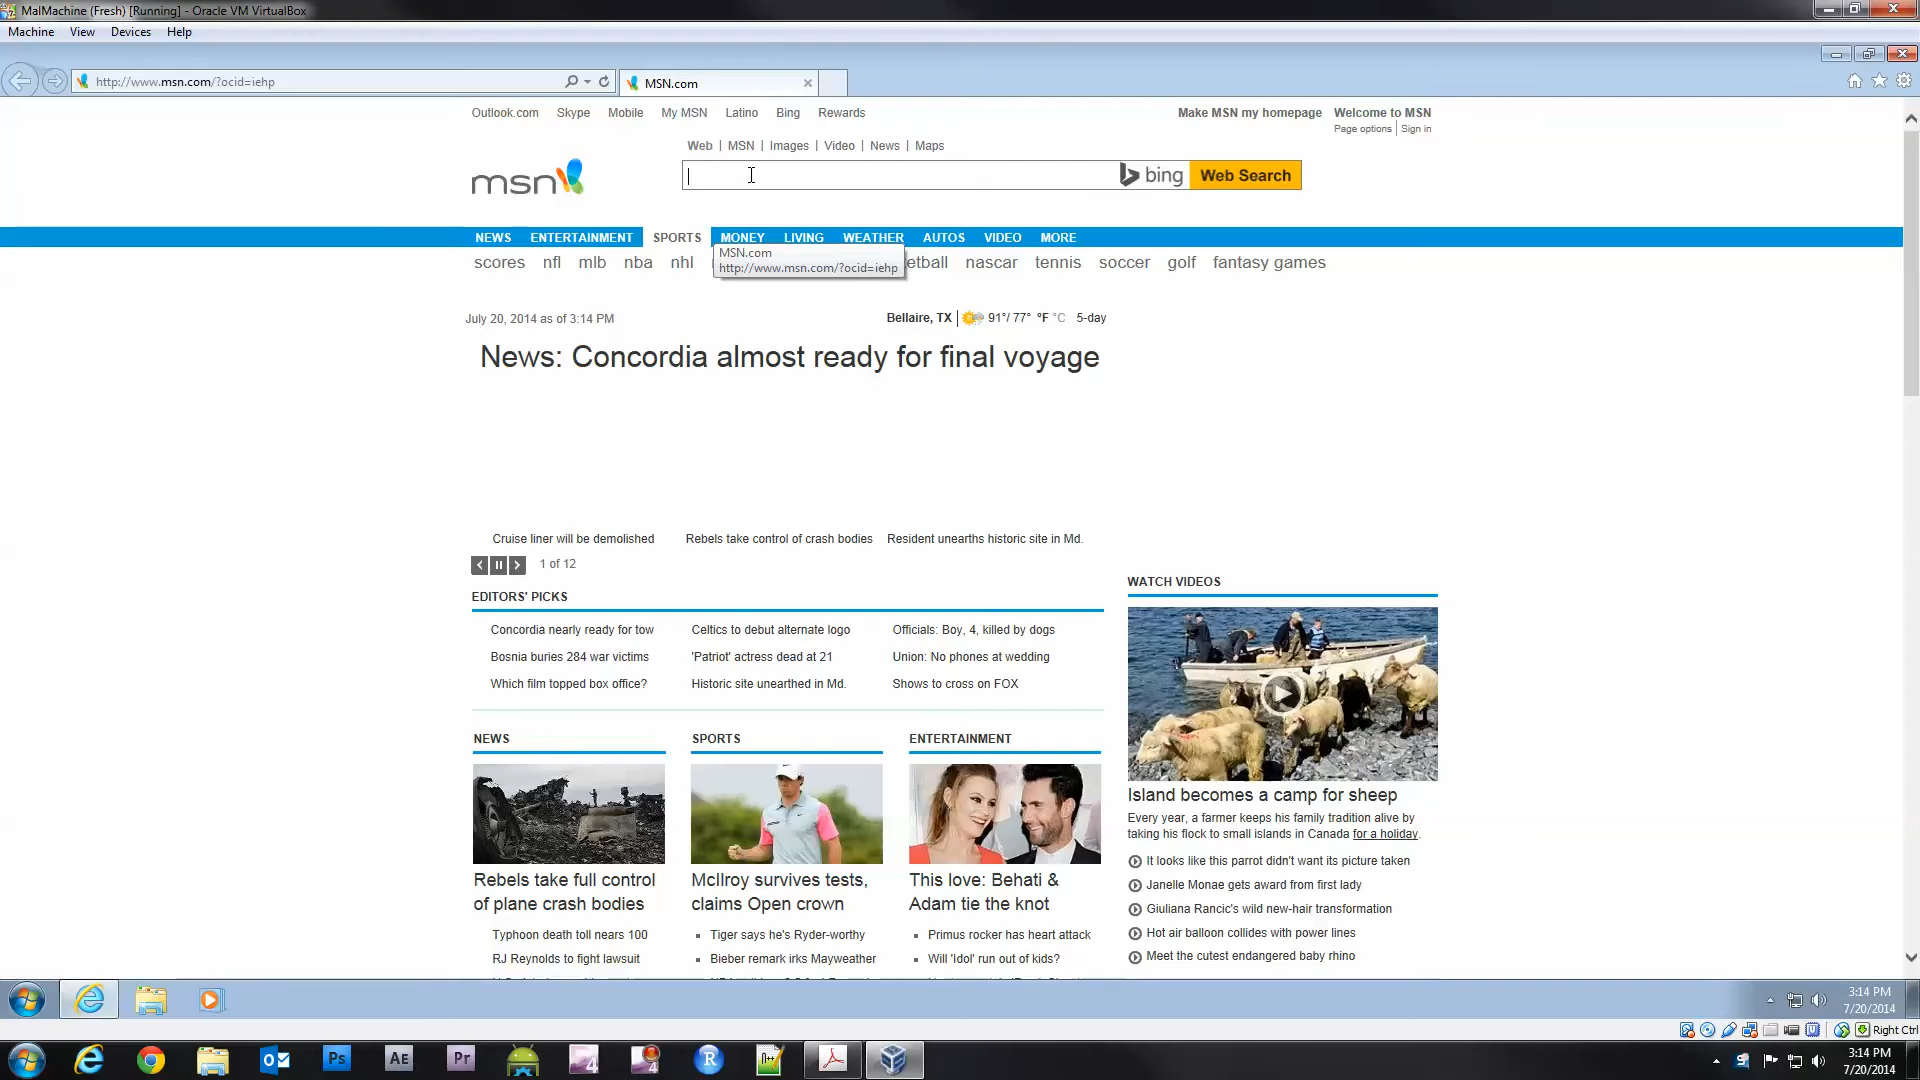 MalMachine (Fresh) [Running] - Oracle VM VirtualBox
Machine View Devices Help
http://www.msn.com/?ocid=iehp
MSN.com
Outlook.com Skype Mobile My MSN Latino Bing Rewards
Make MSN my homepage Welcome to MSN
Page options Sign in
Web | MSN | Images | Video | News | Maps
msn
bing Web Search
NEWS ENTERTAINMENT SPORTS MONEY LIVING WEATHER AUTOS VIDEO MORE
MSN.com
http://www.msn.com/?ocid=iehp
scores nfl mlb nba nhl etball nascar tennis soccer golf fantasy games
July 20, 2014 as of 3:14 PM
Bellaire, TX 91°/ 77° °F °C 5-day
News: Concordia almost ready for final voyage
Cruise liner will be demolished Rebels take control of crash bodies Resident unearths historic site in Md.
1 of 12
EDITORS' PICKS
Concordia nearly ready for tow Celtics to debut alternate logo Officials: Boy, 4, killed by dogs
Bosnia buries 284 war victims 'Patriot' actress dead at 21 Union: No phones at wedding
Which film topped box office? Historic site unearthed in Md. Shows to cross on FOX
NEWS
Rebels take full control
of plane crash bodies
Typhoon death toll nears 100
RJ Reynolds to fight lawsuit
SPORTS
McIlroy survives tests,
claims Open crown
Tiger says he's Ryder-worthy
Bieber remark irks Mayweather
ENTERTAINMENT
This love: Behati &
Adam tie the knot
Primus rocker has heart attack
Will 'Idol' run out of kids?
WATCH VIDEOS
Island becomes a camp for sheep
Every year, a farmer keeps his family tradition alive by
taking his flock to small islands in Canada for a holiday.
It looks like this parrot didn't want its picture taken
Janelle Monae gets award from first lady
Giuliana Rancic's wild new-hair transformation
Hot air balloon collides with power lines
Meet the cutest endangered baby rhino
3:14 PM
7/20/2014
Right Ctrl
Ps AE Pr
3:14 PM
7/20/2014